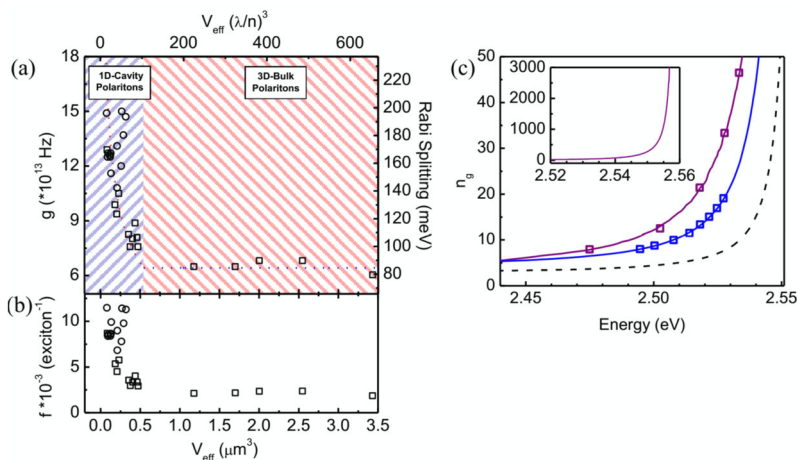 V_eff (λ/n)^3
0 200 400 600
(a)
18
15
12
9
6
g (*10^13 Hz)
1D-Cavity
Polaritons
3D-Bulk
Polaritons
220
200
180
160
140
120
100
80
Rabi Splitting (meV)
(b)
10
5
0
f *10^-3 (exciton^-1)
0.0 0.5 1.0 1.5 2.0 2.5 3.0 3.5
V_eff (μm^3)
(c)
50
40
30
20
10
0
n_g
3000
2000
1000
0
2.52 2.54 2.56
2.45 2.50 2.55
Energy (eV)